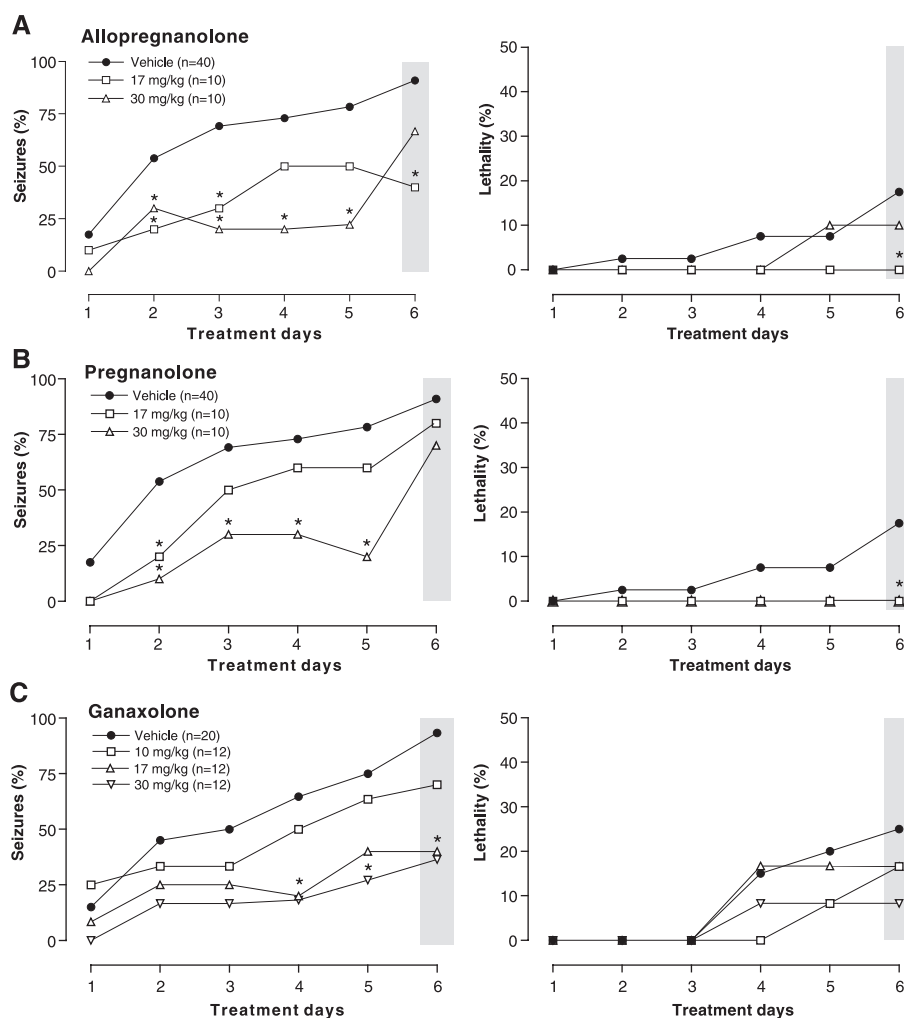 A
Allopregnanolone
Vehicle (n=40)
17 mg/kg (n=10)
30 mg/kg (n=10)
Seizures (%)
100
75
50
25
0
*
*
*
*
*
*
*
1 2 3 4 5 6
Treatment days
Lethality (%)
50
40
30
20
10
0
*
1 2 3 4 5 6
Treatment days
B
Pregnanolone
Vehicle (n=40)
17 mg/kg (n=10)
30 mg/kg (n=10)
Seizures (%)
100
75
50
25
0
*
*
*
*
*
1 2 3 4 5 6
Treatment days
Lethality (%)
50
40
30
20
10
0
*
1 2 3 4 5 6
Treatment days
C
Ganaxolone
Vehicle (n=20)
10 mg/kg (n=12)
17 mg/kg (n=12)
30 mg/kg (n=12)
Seizures (%)
100
75
50
25
0
*
*
*
1 2 3 4 5 6
Treatment days
Lethality (%)
50
40
30
20
10
0
1 2 3 4 5 6
Treatment days